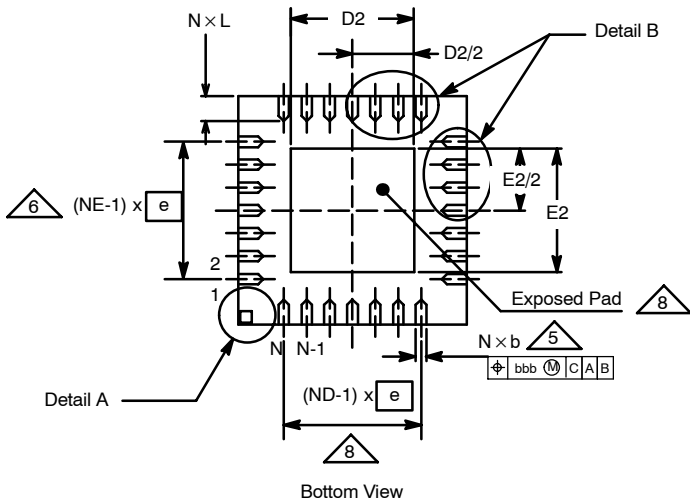 D2
N×L
D2/2
Detail B
E2/2
E2
6
(NE-1) x e
2
1
Exposed Pad
8
N
N-1
N×b
5
⌖ bbb Ⓜ C A B
Detail A
(ND-1) x e
8
Bottom View